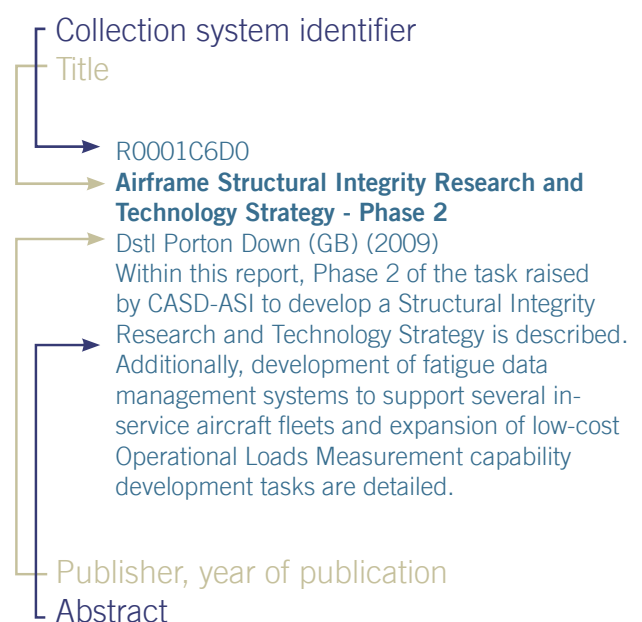 Collection system identifier
Title
R0001C6D0
Airframe Structural Integrity Research and
Technology Strategy - Phase 2
Dstl Porton Down (GB) (2009)
Within this report, Phase 2 of the task raised
by CASD-ASI to develop a Structural Integrity
Research and Technology Strategy is described.
Additionally, development of fatigue data
management systems to support several in-
service aircraft fleets and expansion of low-cost
Operational Loads Measurement capability
development tasks are detailed.
Publisher, year of publication
Abstract